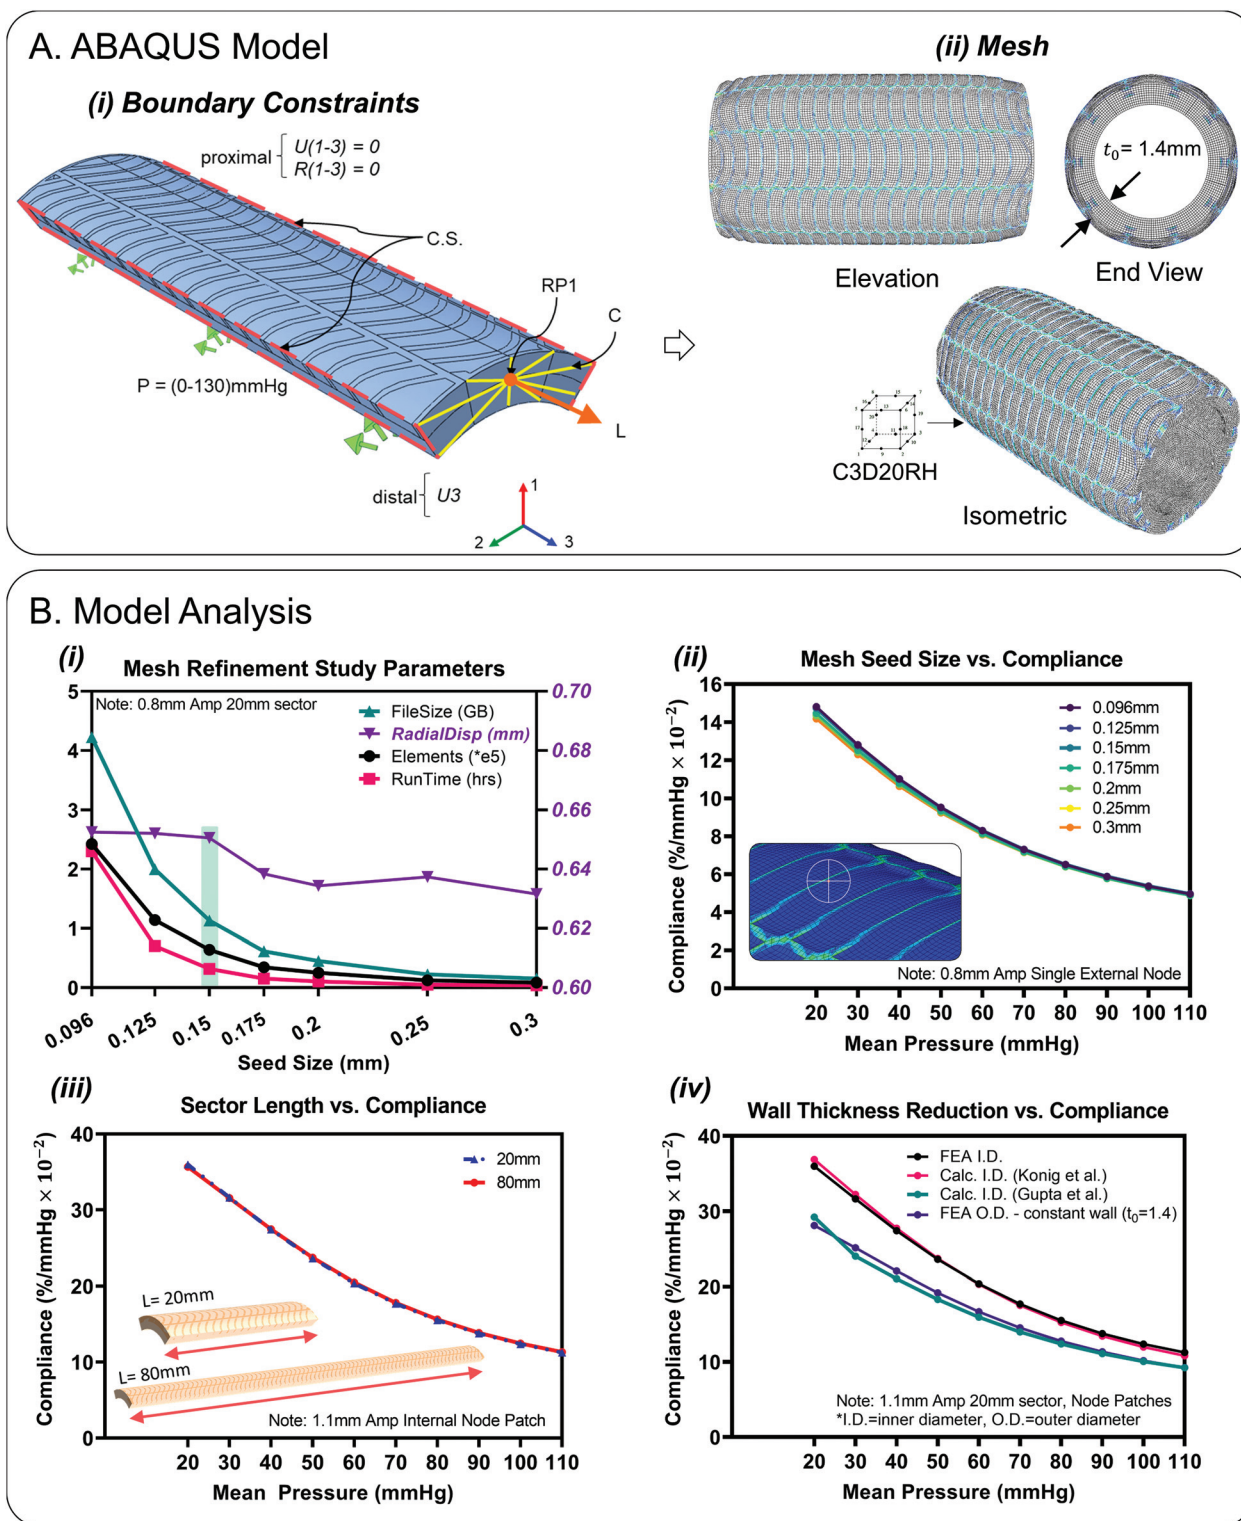 A. ABAQUS Model
(i) Boundary Constraints
proximal
U(1-3) = 0
R(1-3) = 0
C.S.
RP1
C
P = (0-130)mmHg
L
distal
U3
1
2
3
(ii) Mesh
t₀= 1.4mm
Elevation
End View
C3D20RH
Isometric
B. Model Analysis
(i)
Mesh Refinement Study Parameters
Note: 0.8mm Amp 20mm sector
FileSize (GB)
RadialDisp (mm)
Elements (*e5)
RunTime (hrs)
5
4
3
2
1
0
0.70
0.68
0.66
0.64
0.62
0.60
0.096
0.125
0.15
0.175
0.2
0.25
0.3
Seed Size (mm)
(ii)
Mesh Seed Size vs. Compliance
Compliance (%/mmHg × 10⁻²)
16
14
12
10
8
6
4
2
0
0.096mm
0.125mm
0.15mm
0.175mm
0.2mm
0.25mm
0.3mm
Note: 0.8mm Amp Single External Node
20 30 40 50 60 70 80 90 100 110
Mean Pressure (mmHg)
(iii)
Sector Length vs. Compliance
Compliance (%/mmHg × 10⁻²)
40
30
20
10
0
20mm
80mm
L= 20mm
L= 80mm
Note: 1.1mm Amp Internal Node Patch
20 30 40 50 60 70 80 90 100 110
Mean Pressure (mmHg)
(iv)
Wall Thickness Reduction vs. Compliance
Compliance (%/mmHg × 10⁻²)
40
30
20
10
0
FEA I.D.
Calc. I.D. (Konig et al.)
Calc. I.D. (Gupta et al.)
FEA O.D. - constant wall (t₀=1.4)
Note: 1.1mm Amp 20mm sector, Node Patches
*I.D.=inner diameter, O.D.=outer diameter
20 30 40 50 60 70 80 90 100 110
Mean Pressure (mmHg)